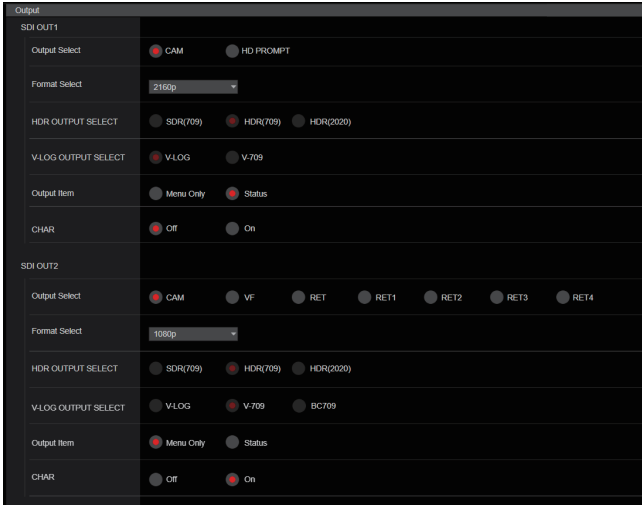 Output
SDI OUT1
Output Select CAM HD PROMPT
Format Select 2160p
HDR OUTPUT SELECT SDR(709) HDR(709) HDR(2020)
V-LOG OUTPUT SELECT V-LOG V-709
Output Item Menu Only Status
CHAR Off On
SDI OUT2
Output Select CAM VF RET RET1 RET2 RET3 RET4
Format Select 1080p
HDR OUTPUT SELECT SDR(709) HDR(709) HDR(2020)
V-LOG OUTPUT SELECT V-LOG V-709 BC709
Output Item Menu Only Status
CHAR Off On